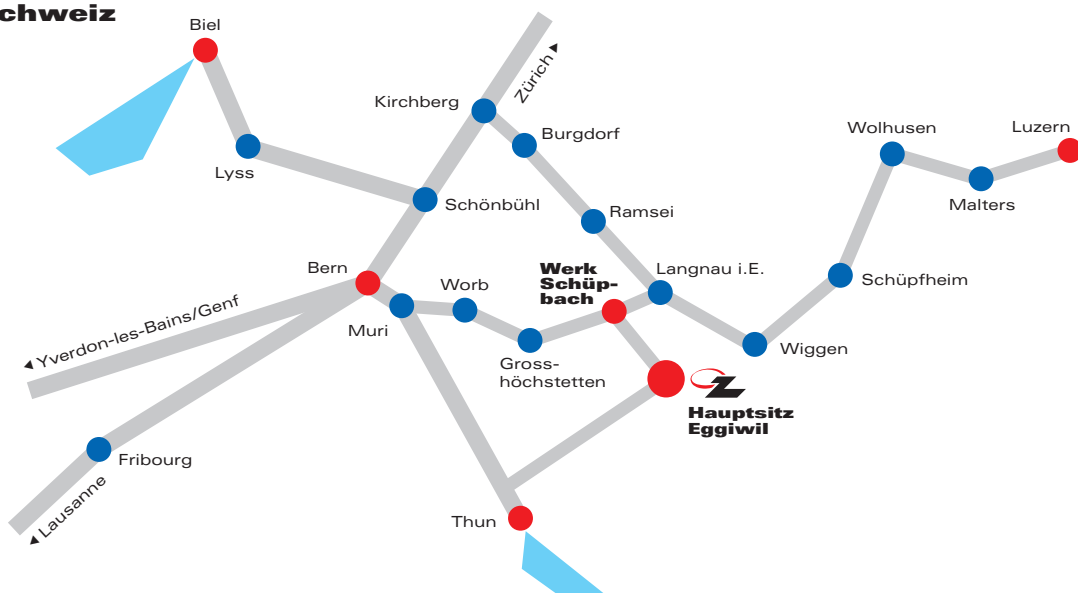 chweiz
Biel
Zürich
Kirchberg
Burgdorf
Wolhusen
Luzern
Lyss
Schönbühl
Ramsei
Malters
Bern
Worb
Werk
Schüp-
bach
Langnau i.E.
Schüpfheim
Muri
Yverdon-les-Bains/Genf
Gross-
höchstetten
Wiggen
Hauptsitz
Eggiwil
Fribourg
Lausanne
Thun